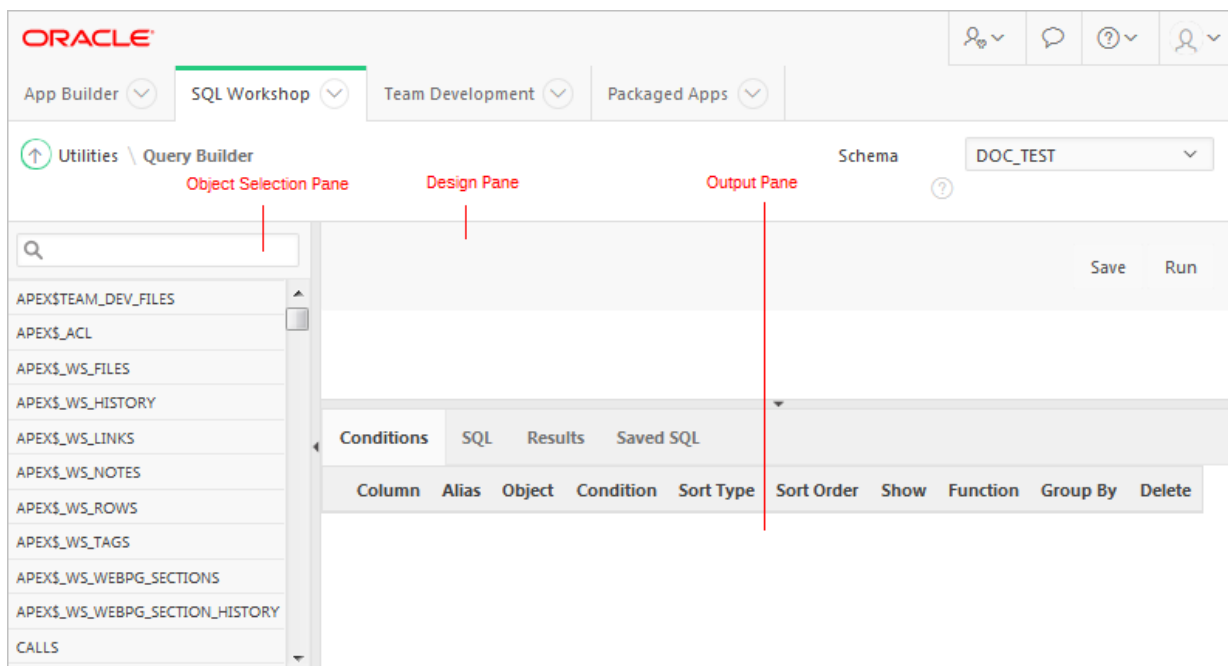 ORACLE
App Builder SQL Workshop Team Development Packaged Apps
Utilities \ Query Builder Schema DOC_TEST
Object Selection Pane Design Pane Output Pane
?
Save Run
APEX$TEAM_DEV_FILES
APEX$_ACL
APEX$_WS_FILES
APEX$_WS_HISTORY
APEX$_WS_LINKS
APEX$_WS_NOTES
APEX$_WS_ROWS
APEX$_WS_TAGS
APEX$_WS_WEBPG_SECTIONS
APEX$_WS_WEBPG_SECTION_HISTORY
CALLS
Conditions SQL Results Saved SQL
Column Alias Object Condition Sort Type Sort Order Show Function Group By Delete